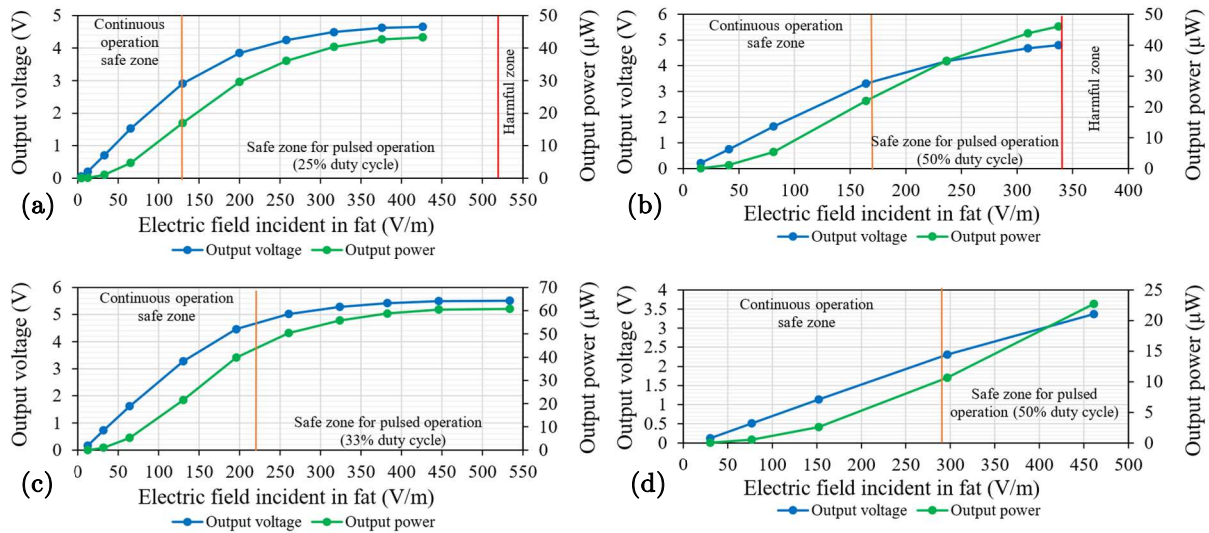 Output voltage (V)
5
4
3
2
1
0
Continuous
operation
safe zone
Safe zone for pulsed operation
(25% duty cycle)
Harmful zone
50
40
30
20
10
0
Output power (µW)
0 50 100 150 200 250 300 350 400 450 500 550
(a)
Electric field incident in fat (V/m)
Output voltage Output power
Output voltage (V)
6
5
4
3
2
1
0
Continuous operation
safe zone
Safe zone for pulsed operation
(50% duty cycle)
Harmful zone
50
40
30
20
10
0
Output power (µW)
0 50 100 150 200 250 300 350 400
(b)
Electric field incident in fat (V/m)
Output voltage Output power
Output voltage (V)
6
5
4
3
2
1
0
Continuous operation
safe zone
Safe zone for pulsed operation
(33% duty cycle)
70
60
50
40
30
20
10
0
Output power (µW)
0 50 100 150 200 250 300 350 400 450 500 550
(c)
Electric field incident in fat (V/m)
Output voltage Output power
Output voltage (V)
4
3.5
3
2.5
2
1.5
1
0.5
0
Continuous operation
safe zone
Safe zone for pulsed
operation (50% duty cycle)
25
20
15
10
5
0
Output power (µW)
0 50 100 150 200 250 300 350 400 450 500
(d)
Electric field incident in fat (V/m)
Output voltage Output power